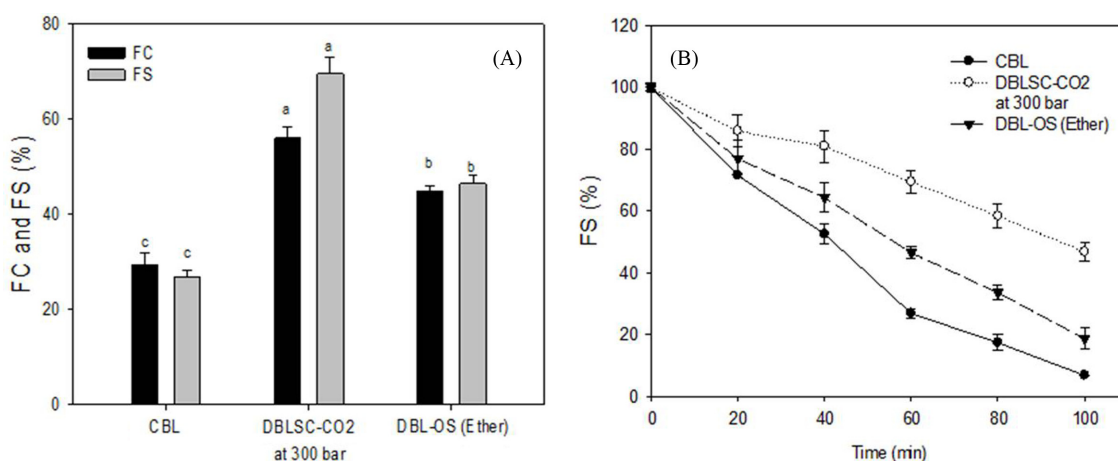 80
60
40
20
0
FC and FS (%)
FC
FS
(A)
c
c
a
a
b
b
CBL
DBLSC-CO2
at 300 bar
DBL-OS (Ether)
120
100
80
60
40
20
0
FS (%)
(B)
CBL
DBLSC-CO2
at 300 bar
DBL-OS (Ether)
0 20 40 60 80 100
Time (min)